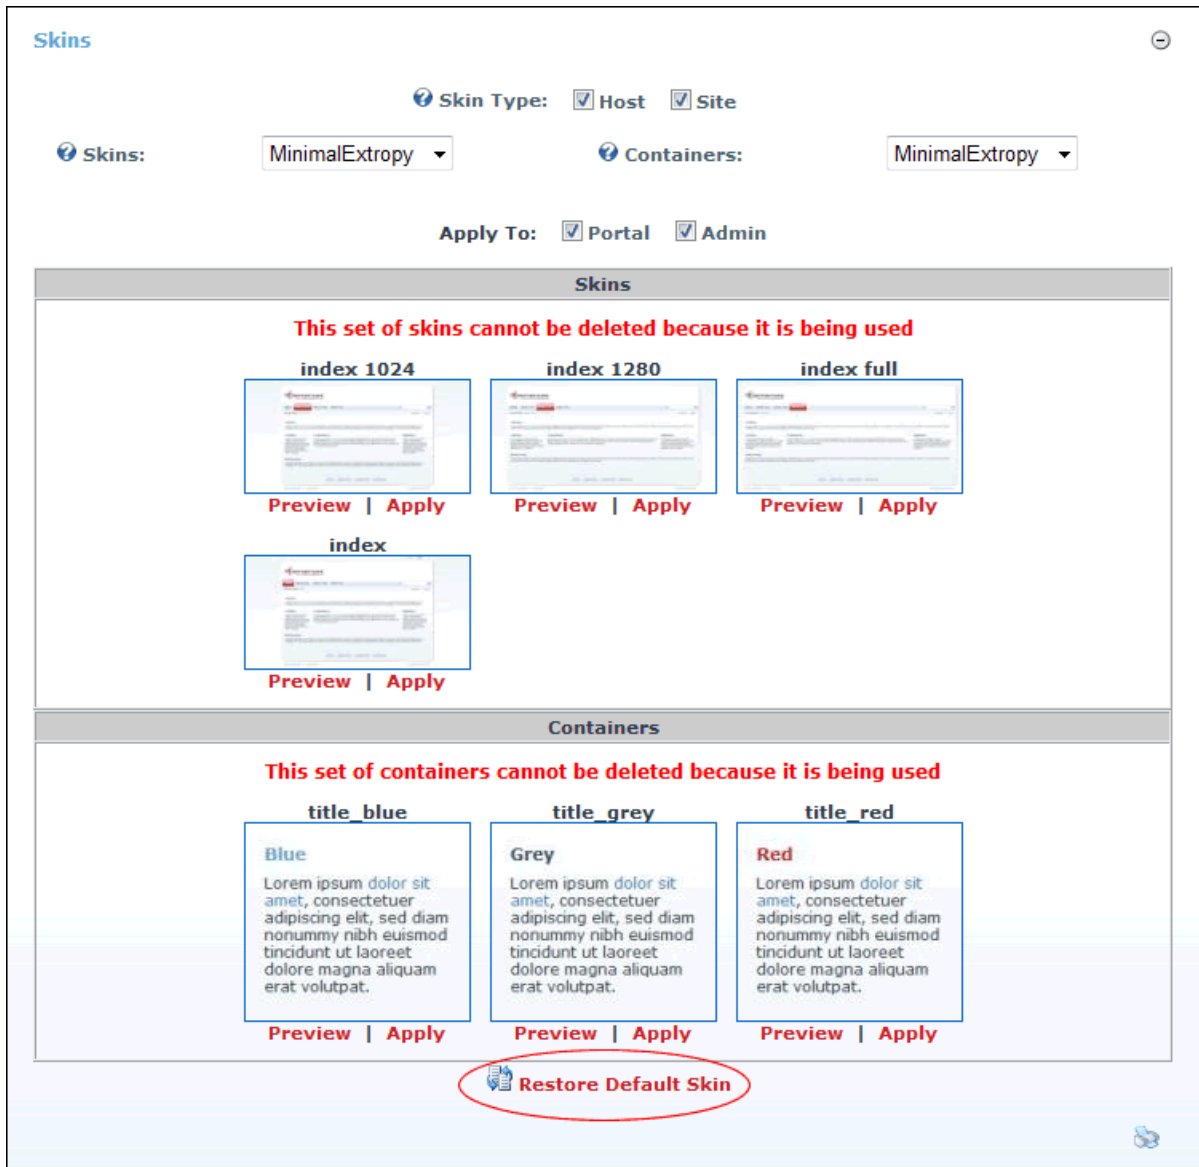 Skins
Skin Type: Host Site
Skins: MinimalExtropy Containers: MinimalExtropy
Apply To: Portal Admin
Skins
This set of skins cannot be deleted because it is being used
index 1024 index 1280 index full
Preview | Apply Preview | Apply Preview | Apply
index
Preview | Apply
Containers
This set of containers cannot be deleted because it is being used
title_blue title_grey title_red
Blue
Lorem ipsum dolor sit
amet, consectetuer
adipiscing elit, sed diam
nonummy nibh euismod
tincidunt ut laoreet
dolore magna aliquam
erat volutpat.
Grey
Lorem ipsum dolor sit
amet, consectetuer
adipiscing elit, sed diam
nonummy nibh euismod
tincidunt ut laoreet
dolore magna aliquam
erat volutpat.
Red
Lorem ipsum dolor sit
amet, consectetuer
adipiscing elit, sed diam
nonummy nibh euismod
tincidunt ut laoreet
dolore magna aliquam
erat volutpat.
Preview | Apply Preview | Apply Preview | Apply
Restore Default Skin